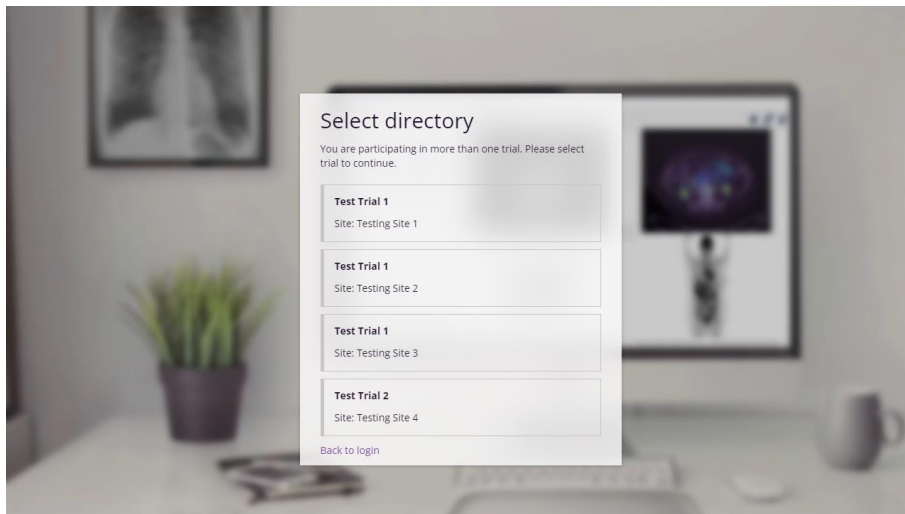 Select directory
You are participating in more than one trial. Please select
trial to continue.
Test Trial 1
Site: Testing Site 1
Test Trial 1
Site: Testing Site 2
Test Trial 1
Site: Testing Site 3
Test Trial 2
Site: Testing Site 4
Back to login